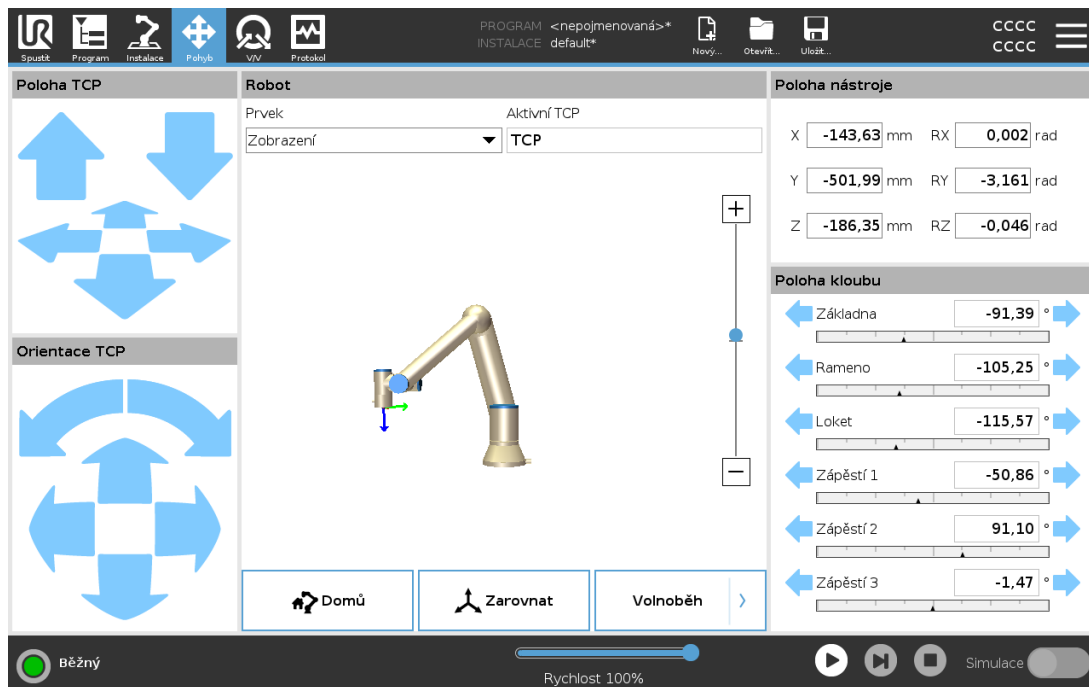 UR
Spustit
Program
Instalace
Pohyb
V/V
Protokol
PROGRAM <nepojmenovaná>*
INSTALACE default*
Nový...
Otevřít...
Uložit...
CCCC
CCCC
Poloha TCP
Orientace TCP
Robot
Prvek
Aktivní TCP
Zobrazení
TCP
Domů
Zarovnat
Volnoběh
Poloha nástroje
X -143,63 mm RX 0,002 rad
Y -501,99 mm RY -3,161 rad
Z -186,35 mm RZ -0,046 rad
Poloha kloubu
Základna -91,39 °
Rameno -105,25 °
Loket -115,57 °
Zápěstí 1 -50,86 °
Zápěstí 2 91,10 °
Zápěstí 3 -1,47 °
Běžný
Rychlost 100%
Simulace